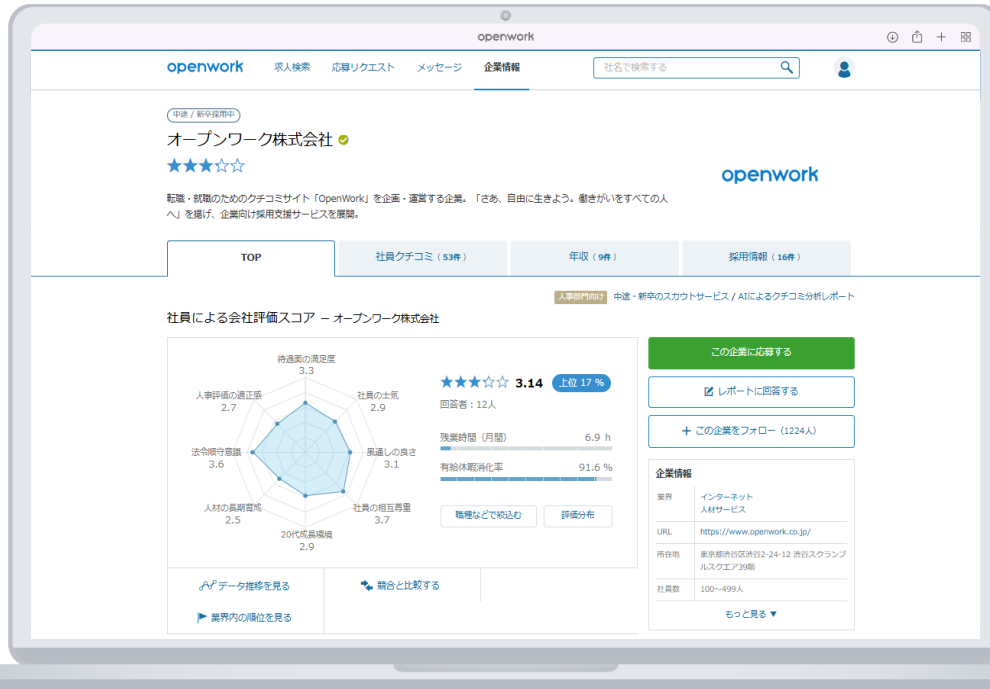 openwork
openwork 求人検索 応募リクエスト メッセージ 企業情報 社名で検索する
中途 / 新卒採用中
オープンワーク株式会社
openwork
転職・就職のためのクチコミサイト「OpenWork」を企画・運営する企業。「さあ、自由に生きよう。働きがいをすべての人
へ」を掲げ、企業向け採用支援サービスを展開。
TOP 社員クチコミ（53件） 年収（9件） 採用情報（16件）
人事部門向け 中途・新卒のスカウトサービス / AIによるクチコミ分析レポート
社員による会社評価スコア － オープンワーク株式会社
待遇面の満足度
3.3
社員の士気
2.9
風通しの良さ
3.1
社員の相互尊重
3.7
20代成長環境
2.9
人材の長期育成
2.5
法令順守意識
3.6
人事評価の適正感
2.7
3.14 上位 17 %
回答者：12人
残業時間（月間） 6.9 h
有給休暇消化率 91.6 %
職種などで絞込む 評価分布
データ推移を見る 競合と比較する
業界内の順位を見る
この企業に応募する
レポートに回答する
＋ この企業をフォロー（1224人）
企業情報
業界 インターネット
人材サービス
URL https://www.openwork.co.jp/
所在地 東京都渋谷区渋谷2-24-12 渋谷スクランブ
ルスクエア39階
社員数 100～499人
もっと見る ▼